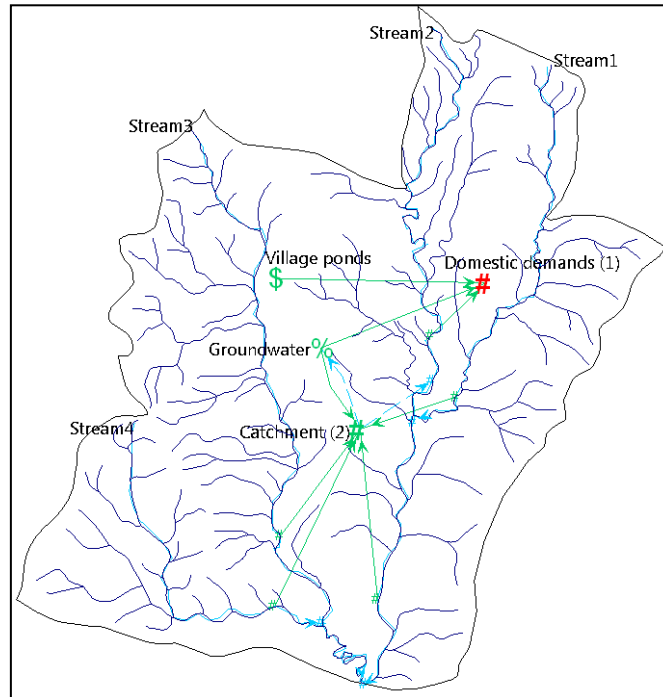 Stream2
Stream1
Stream3
Village ponds
$
Domestic demands (1)
#
Groundwater
%
#
#
#
Stream4
Catchment (2)
#
#
#
#
#
#
#